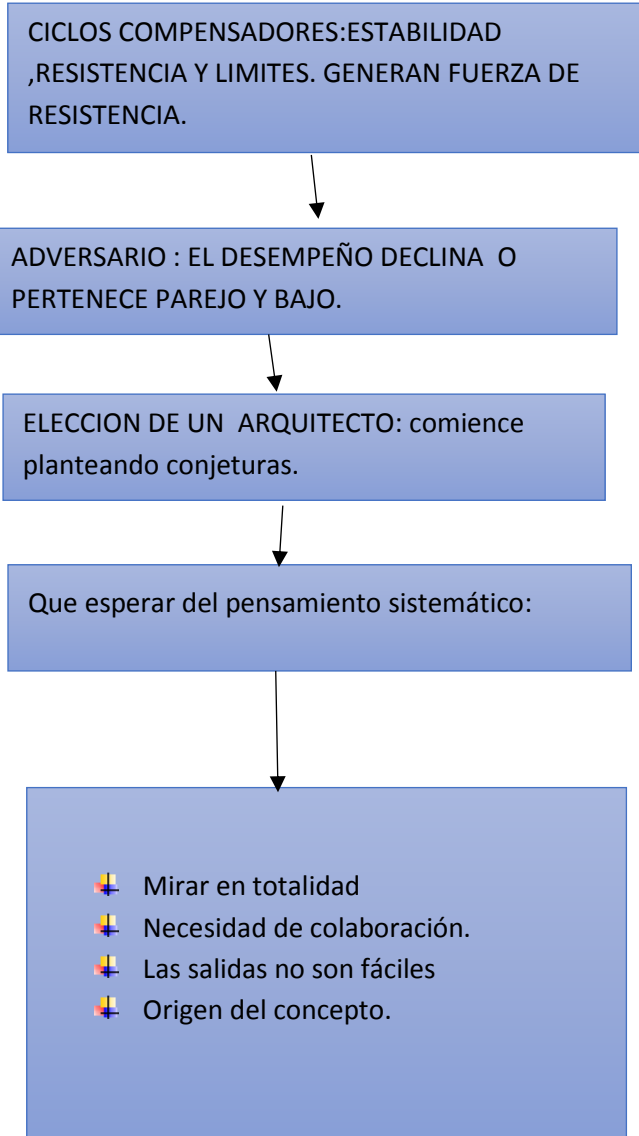 CICLOS COMPENSADORES:ESTABILIDAD
,RESISTENCIA Y LIMITES. GENERAN FUERZA DE
RESISTENCIA.
ADVERSARIO : EL DESEMPEÑO DECLINA  O
PERTENECE PAREJO Y BAJO.
ELECCION DE UN  ARQUITECTO: comience
planteando conjeturas.
Que esperar del pensamiento sistemático:
Mirar en totalidad
Necesidad de colaboración.
Las salidas no son fáciles
Origen del concepto.